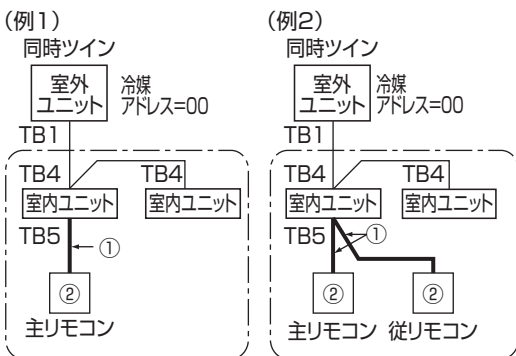 (例1)
同時ツイン
室外
ユニット
冷媒
アドレス=00
TB1
TB4
TB4
室内ユニット
室内ユニット
TB5
①
②
主リモコン
(例2)
同時ツイン
室外
ユニット
冷媒
アドレス=00
TB1
TB4
TB4
室内ユニット
室内ユニット
TB5
①
②
②
主リモコン
従リモコン